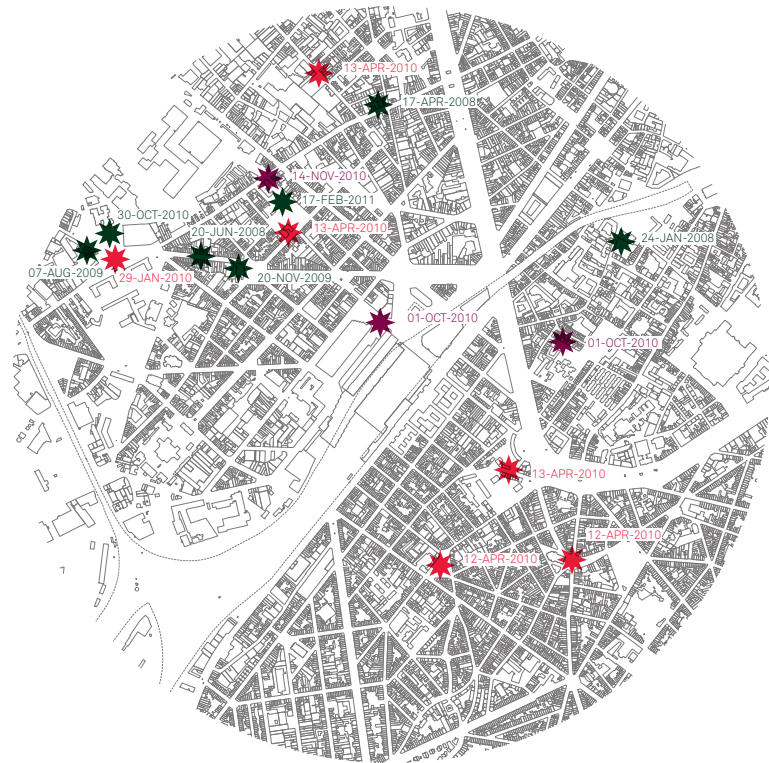 13-APR-2010
17-APR-2008
14-NOV-2010
17-FEB-2011
30-OCT-2010
20-JUN-2008
13-APR-2010
24-JAN-2008
07-AUG-2009
29-JAN-2010
20-NOV-2009
01-OCT-2010
01-OCT-2010
13-APR-2010
12-APR-2010
12-APR-2010